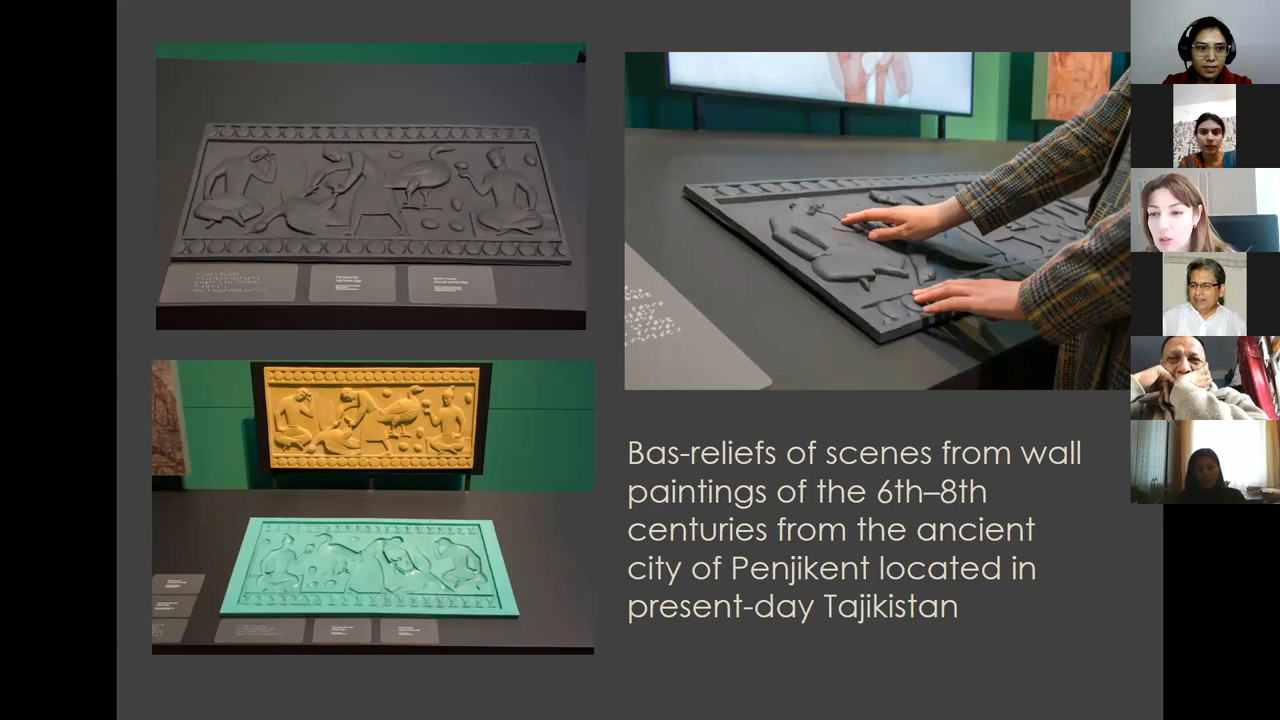 Bas-reliefs of scenes from wall
paintings of the 6th–8th
centuries from the ancient
city of Penjikent located in
present-day Tajikistan